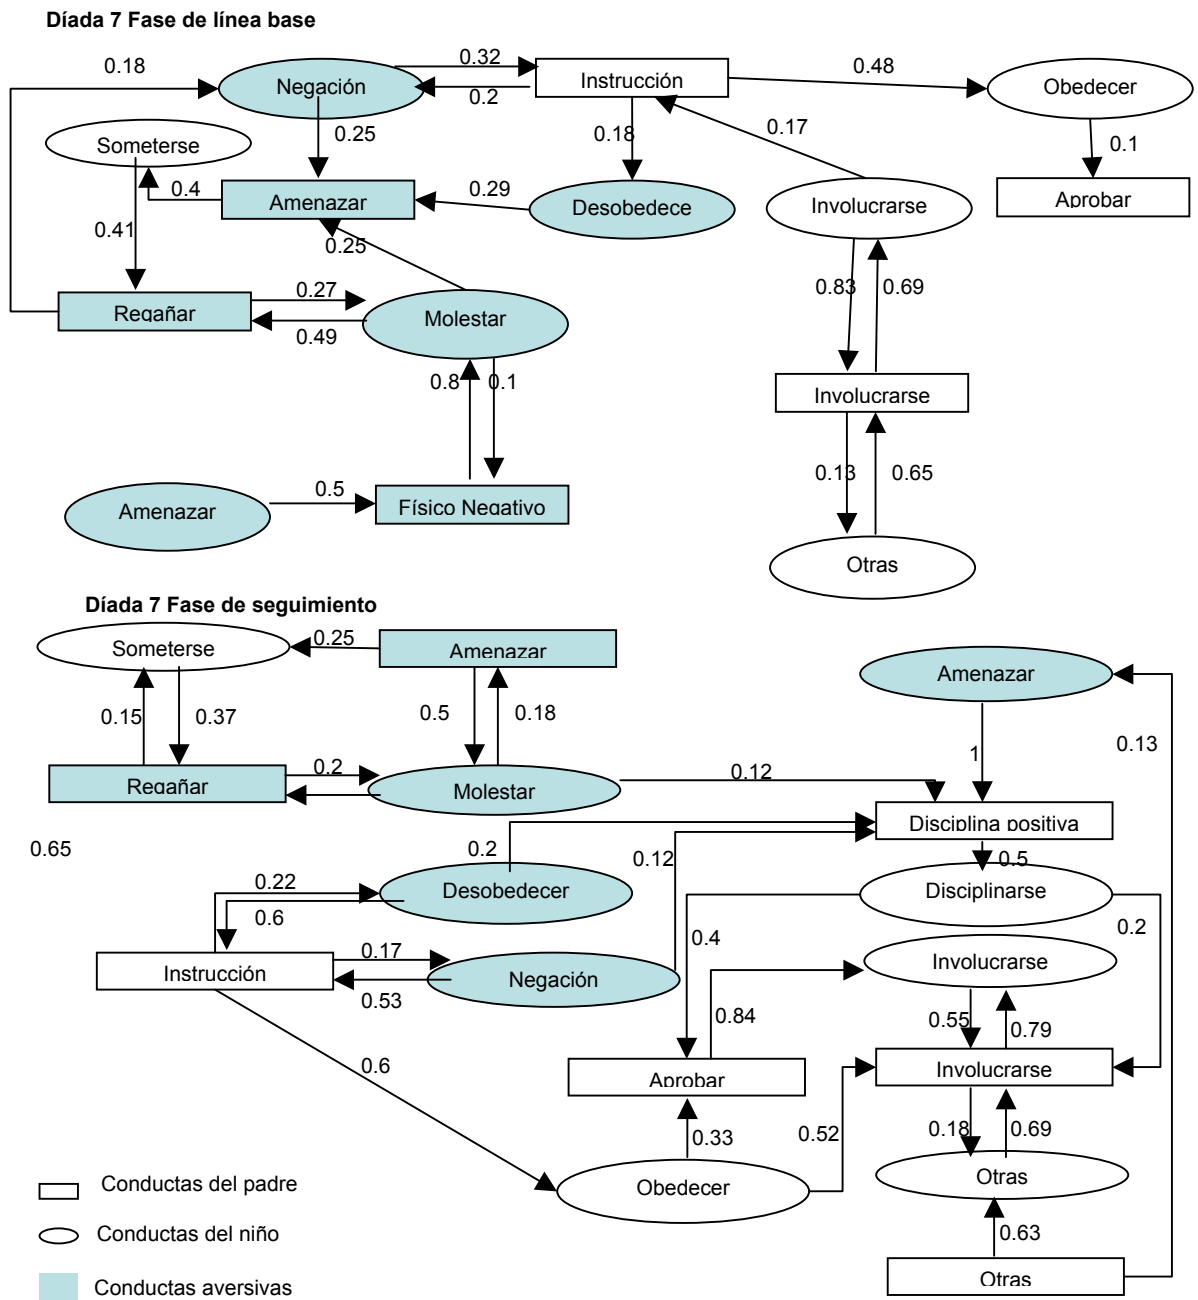 Díada 7 Fase de línea base
0.18
0.32
Negación
Instrucción
0.48
Obedecer
0.2
0.25
0.18
0.17
0.1
Someterse
0.4
Amenazar
0.29
Desobedece
Involucrarse
Aprobar
0.41
0.25
0.27
Regañar
Molestar
0.49
0.83
0.69
0.8
0.1
Involucrarse
0.13
0.65
0.5
Amenazar
Físico Negativo
Otras
Díada 7 Fase de seguimiento
Someterse
0.25
Amenazar
Amenazar
0.15
0.37
0.5
0.18
1
0.13
0.2
Regañar
Molestar
0.12
Disciplina positiva
0.65
0.2
0.12
0.5
0.22
Desobedecer
Disciplinarse
0.6
0.4
0.2
0.17
Instrucción
Negación
Involucrarse
0.53
0.84
0.55
0.79
0.6
Aprobar
Involucrarse
0.33
0.52
0.18
0.69
Obedecer
Otras
Conductas del padre
Conductas del niño
0.63
Conductas aversivas
Otras